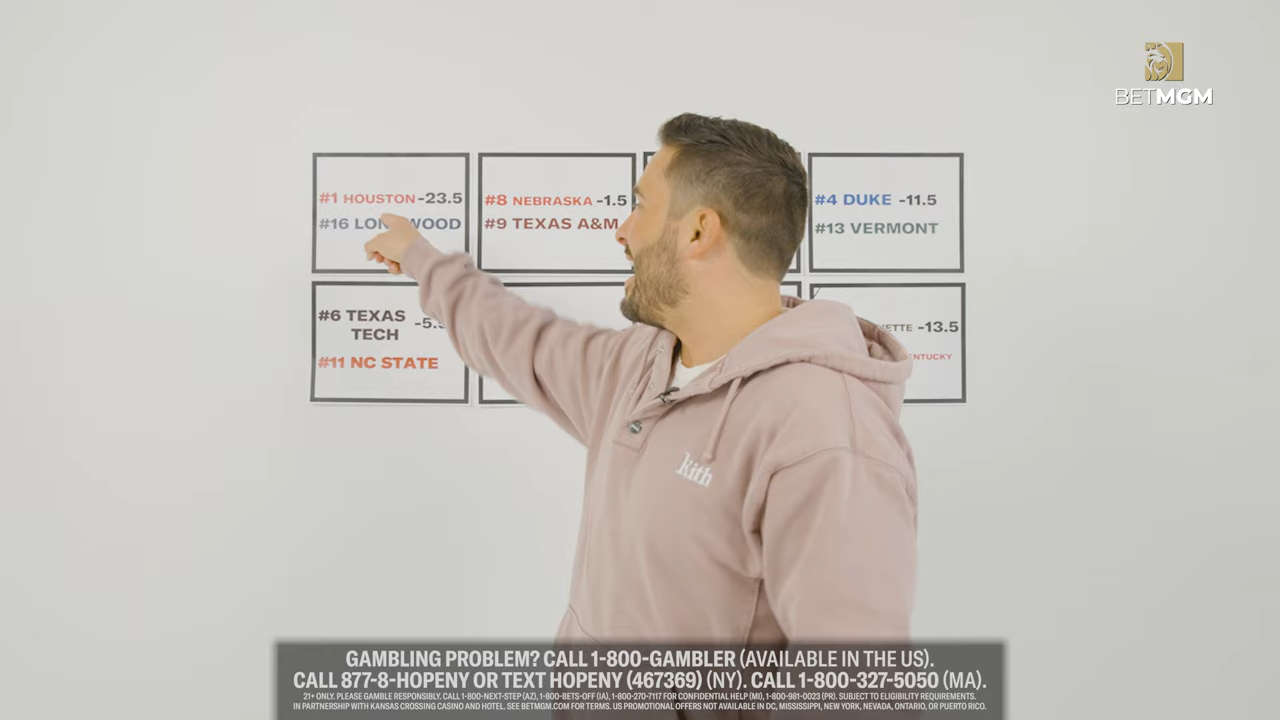 BETMGM
#1 HOUSTON -23.5
#16 LONGWOOD
#8 NEBRASKA -1.5
#9 TEXAS A&M
#4 DUKE -11.5
#13 VERMONT
#6 TEXAS
TECH -5.5
#11 NC STATE
-13.5
kith
GAMBLING PROBLEM? CALL 1-800-GAMBLER (AVAILABLE IN THE US).
CALL 877-8-HOPENY OR TEXT HOPENY (467369) (NY). CALL 1-800-327-5050 (MA).
21+ ONLY. PLEASE GAMBLE RESPONSIBLY. CALL 1-800-NEXT-STEP (AZ), 1-800-BETS-OFF (IA), 1-800-270-7117 FOR CONFIDENTIAL HELP (MI), 1-800-981-0023 (PR). SUBJECT TO ELIGIBILITY REQUIREMENTS.
IN PARTNERSHIP WITH KANSAS CROSSING CASINO AND HOTEL. SEE BETMGM.COM FOR TERMS. US PROMOTIONAL OFFERS NOT AVAILABLE IN DC, MISSISSIPPI, NEW YORK, NEVADA, ONTARIO, OR PUERTO RICO.